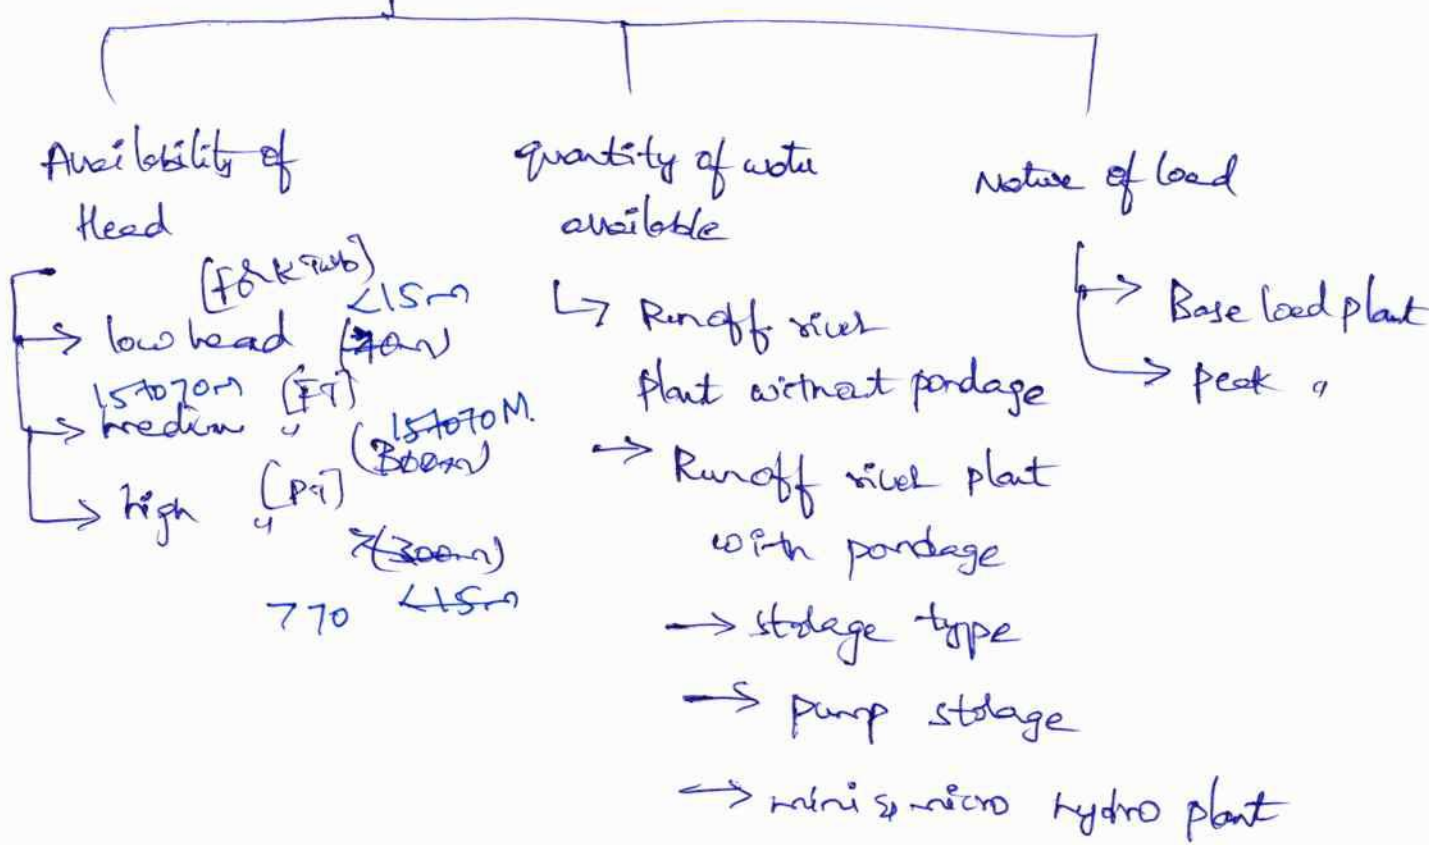 Availability of
Head
[F or K Turb]
<15m
→ low head (70m)
15 to 70m [FT]
→ medium " 15 to 70 M.
(300m)
→ high " [PT]
>(300m)
>70 <15m
quantity of water
available
↳ Runoff river
plant without pondage
→ Runoff river plant
with pondage
→ storage type
→ pump storage
→ mini & micro hydro plant
Nature of load
→ Base load plant
→ peak "